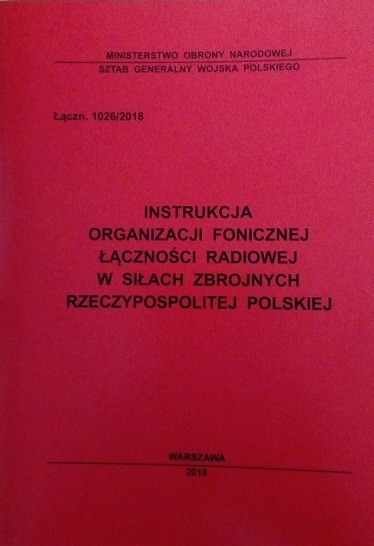 MINISTERSTWO OBRONY NARODOWEJ
SZTAB GENERALNY WOJSKA POLSKIEGO
Łączn. 1026/2018
INSTRUKCJA
ORGANIZACJI FONICZNEJ
ŁĄCZNOŚCI RADIOWEJ
W SIŁACH ZBROJNYCH
RZECZYPOSPOLITEJ POLSKIEJ
WARSZAWA
2018